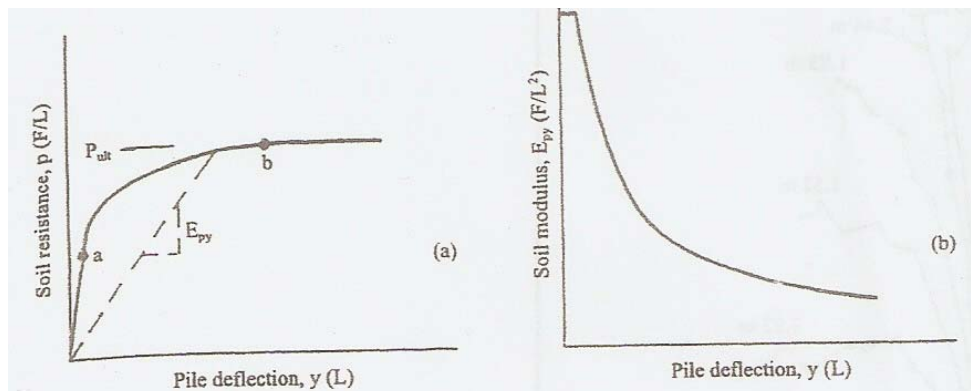 Soil resistance, p (F/L)
P_ult
b
a
E_py
(a)
Pile deflection, y (L)
Soil modulus, E_py (F/L²)
(b)
Pile deflection, y (L)